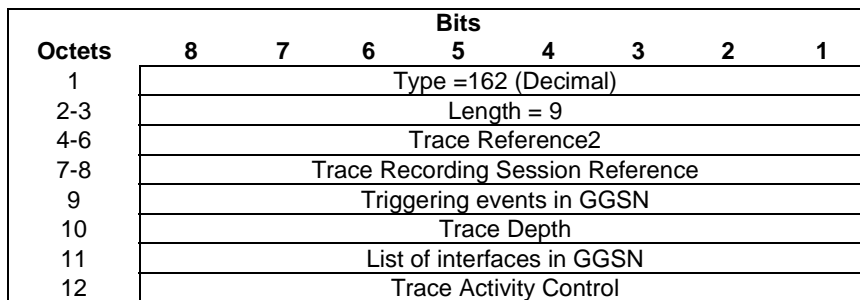 Bits
Octets 8 7 6 5 4 3 2 1
1 Type =162 (Decimal)
2-3 Length = 9
4-6 Trace Reference2
7-8 Trace Recording Session Reference
9 Triggering events in GGSN
10 Trace Depth
11 List of interfaces in GGSN
12 Trace Activity Control